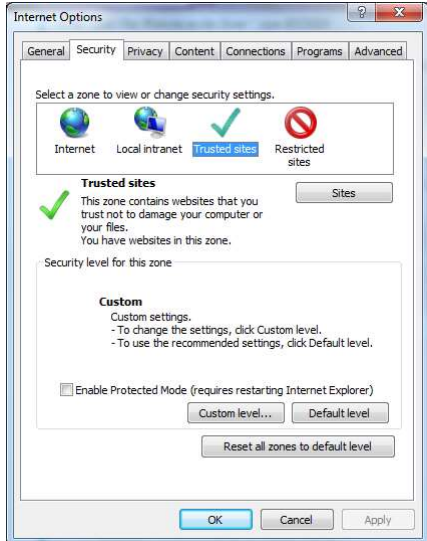 Internet Options
General Security Privacy Content Connections Programs Advanced
Select a zone to view or change security settings.
Internet Local intranet Trusted sites Restricted
sites
Trusted sites
Sites
This zone contains websites that you
trust not to damage your computer or
your files.
You have websites in this zone.
Security level for this zone
Custom
Custom settings.
- To change the settings, click Custom level.
- To use the recommended settings, click Default level.
Enable Protected Mode (requires restarting Internet Explorer)
Custom level... Default level
Reset all zones to default level
OK Cancel Apply